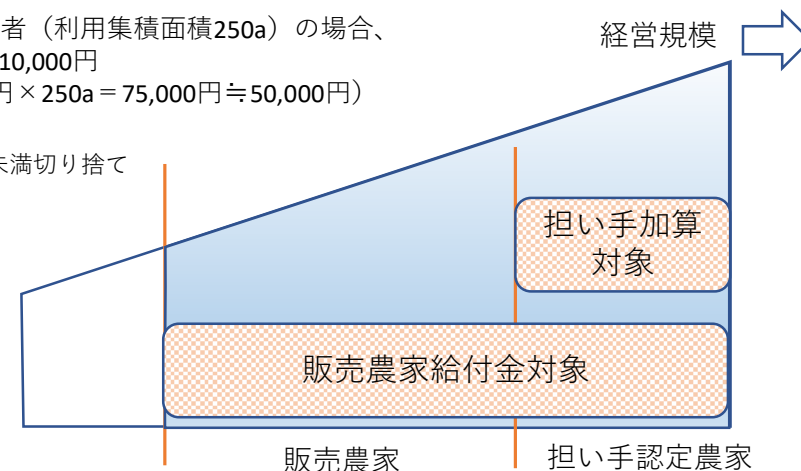 者（利用集積面積250a）の場合、
10,000円
円×250a＝75,000円≒50,000円）
未満切り捨て
経営規模
担い手加算
対象
販売農家給付金対象
販売農家
担い手認定農家